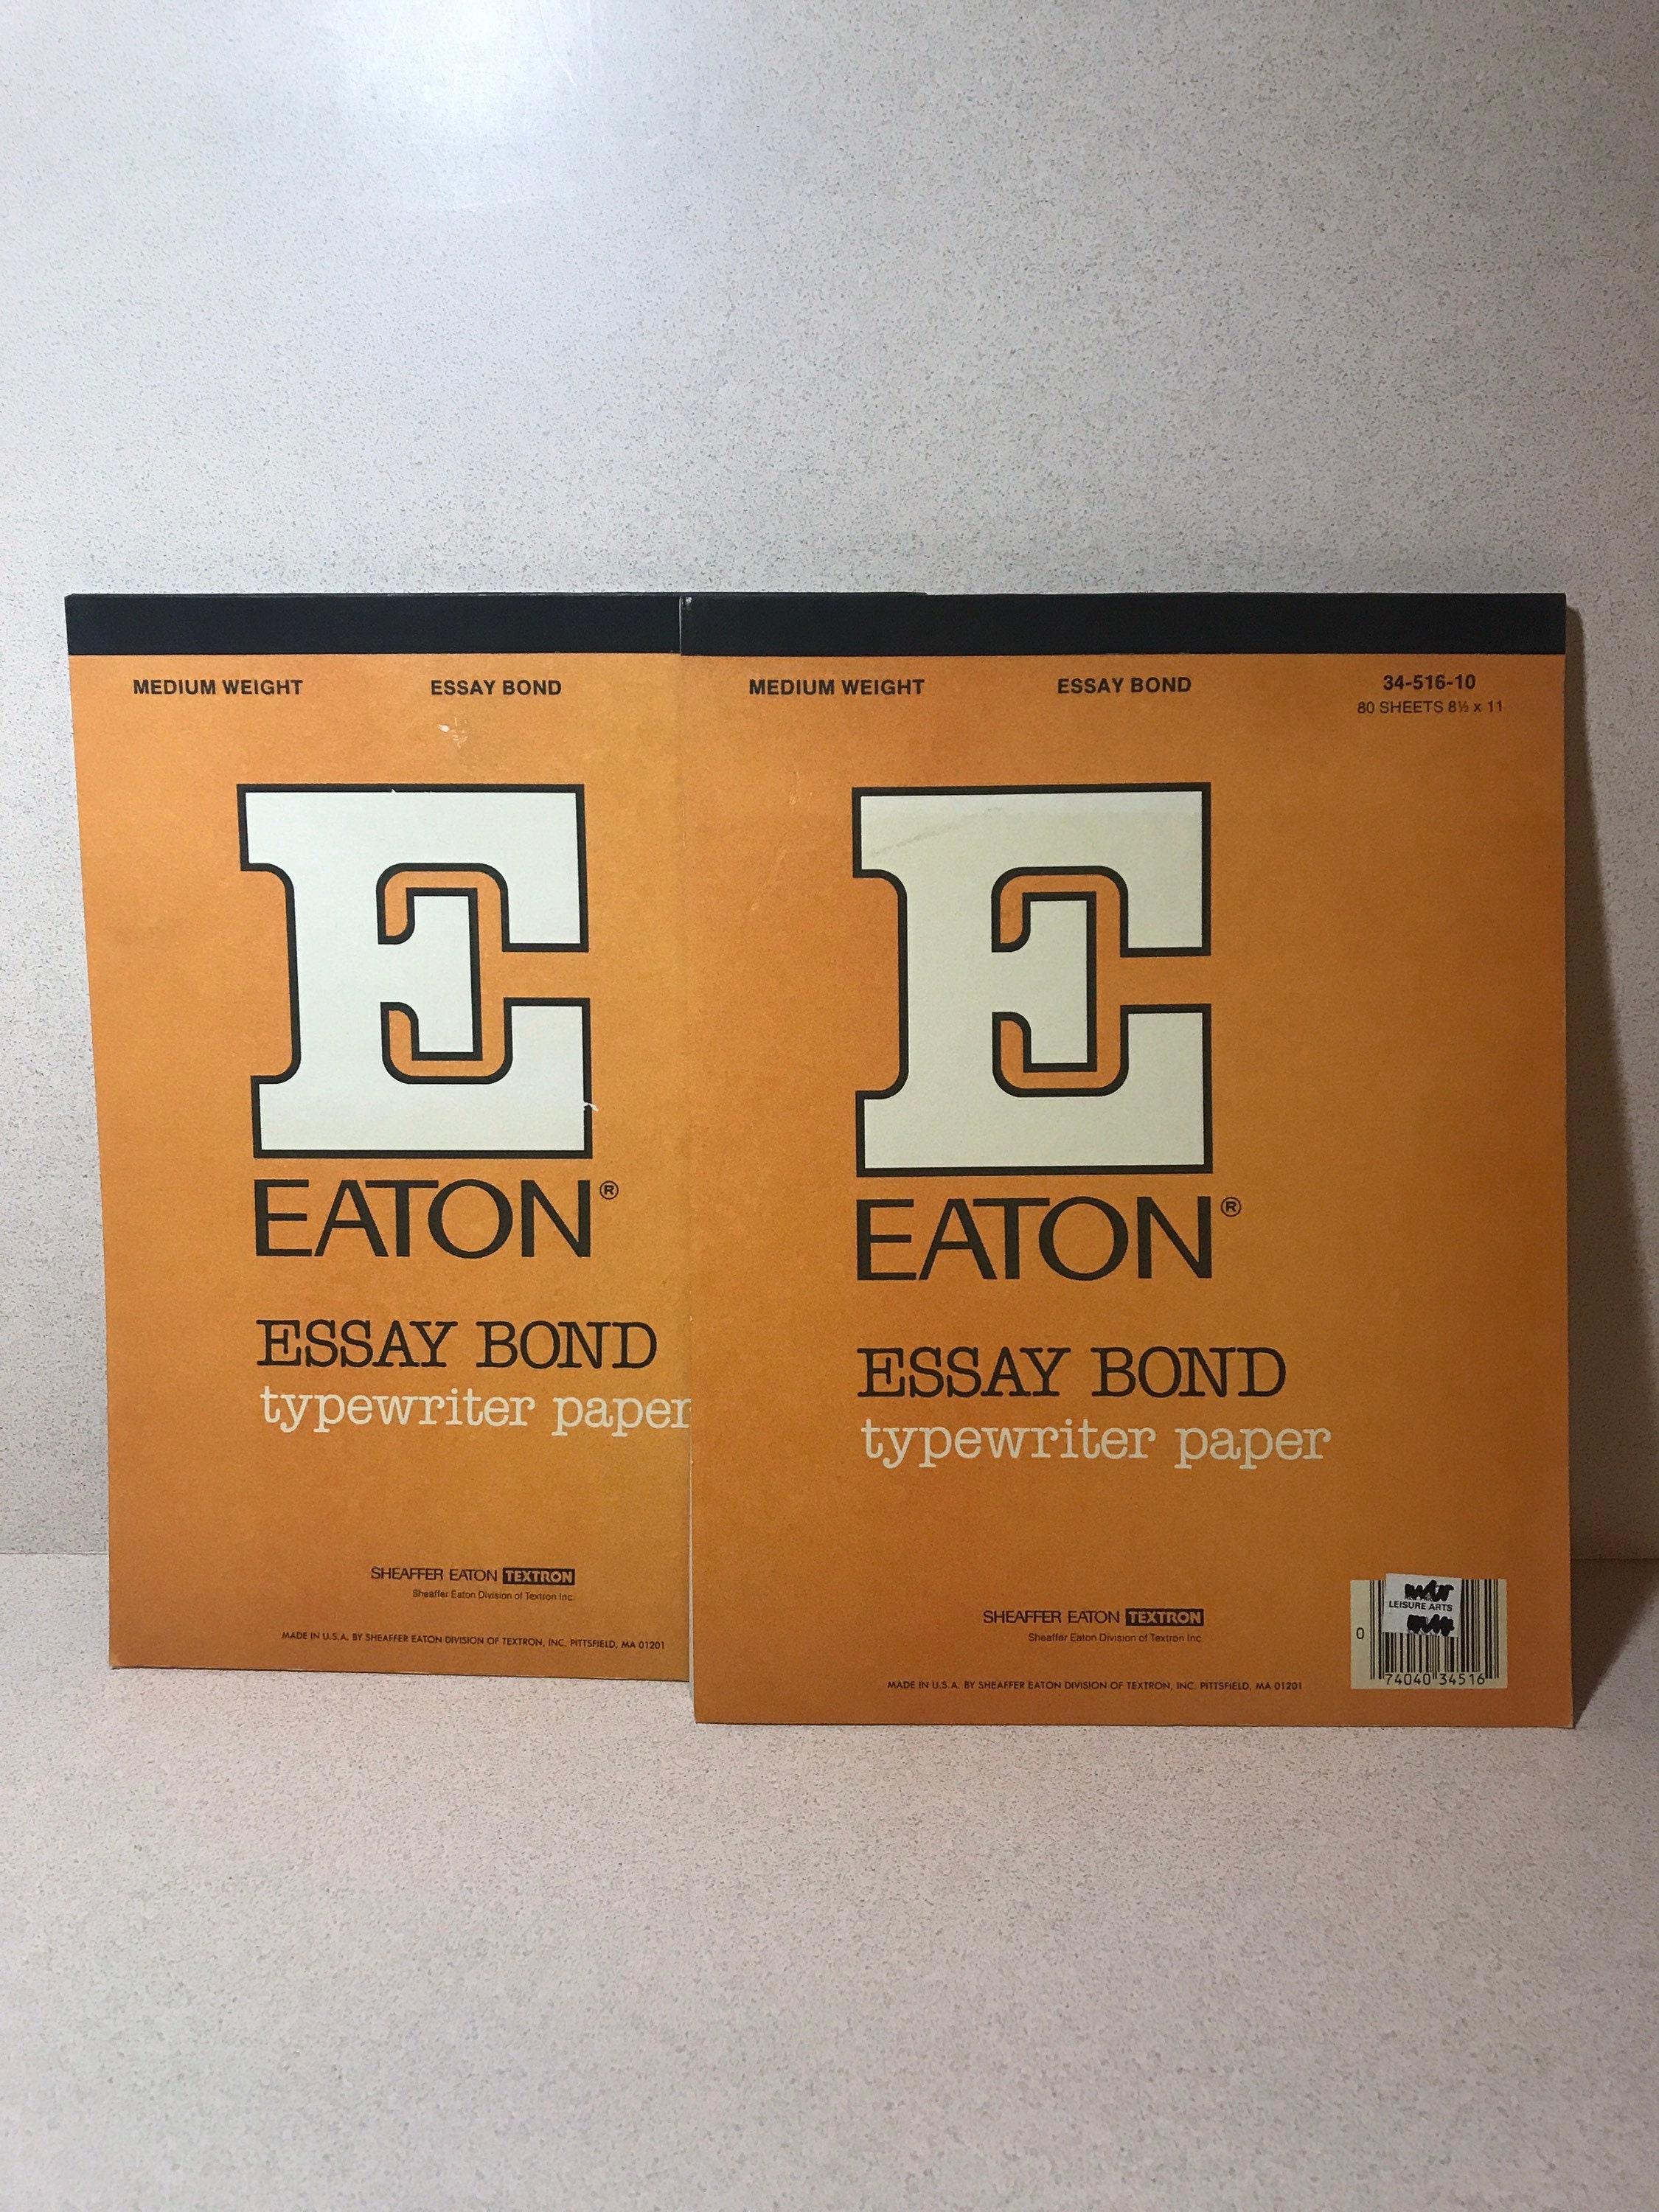 MEDIUM WEIGHT ESSAY BOND
E
EATON®
ESSAY BOND
typewriter paper
SHEAFFER EATON TEXTRON
Sheaffer Eaton Division of Textron Inc
MADE IN U.S.A. BY SHEAFFER EATON DIVISION OF TEXTRON, INC. PITTSFIELD, MA 01201
MEDIUM WEIGHT ESSAY BOND 34-516-10
80 SHEETS 8½ x 11
E
EATON®
ESSAY BOND
typewriter paper
SHEAFFER EATON TEXTRON
Sheaffer Eaton Division of Textron Inc
MADE IN U.S.A. BY SHEAFFER EATON DIVISION OF TEXTRON, INC. PITTSFIELD, MA 01201
LEISURE ARTS
0 74040 34516